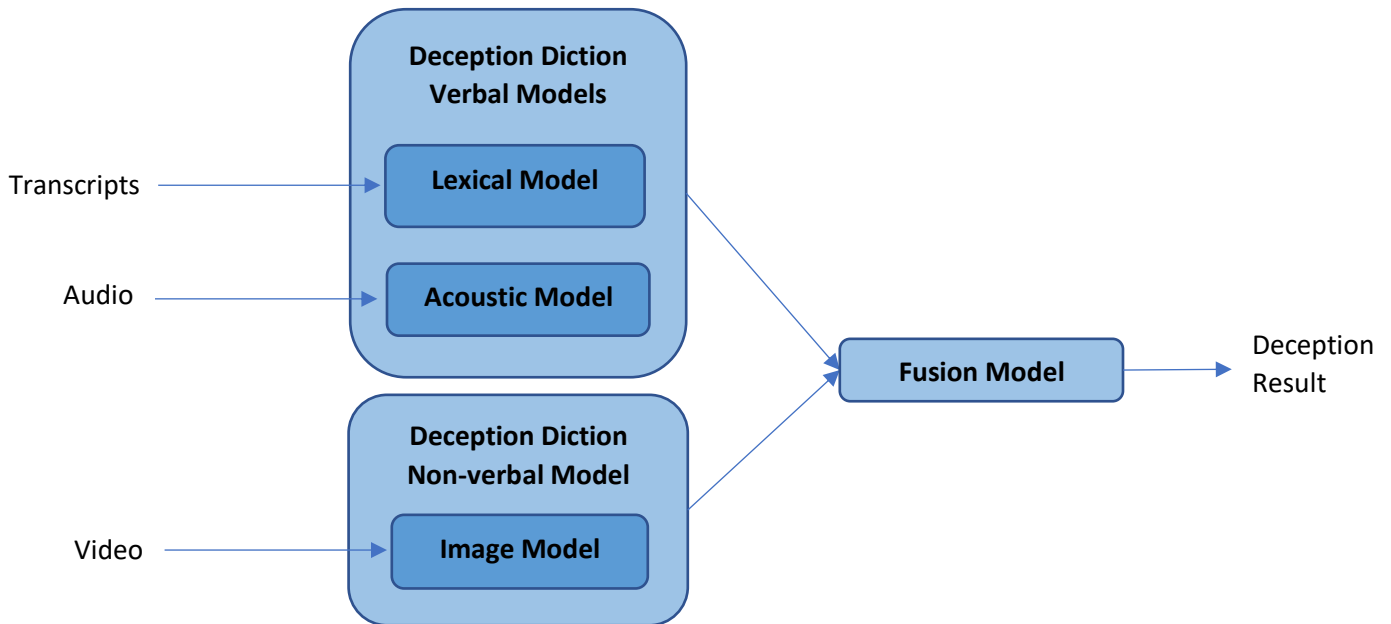 Deception Diction
Verbal Models
Transcripts
Lexical Model
Audio
Acoustic Model
Deception Diction
Non-verbal Model
Video
Image Model
Fusion Model
Deception
Result